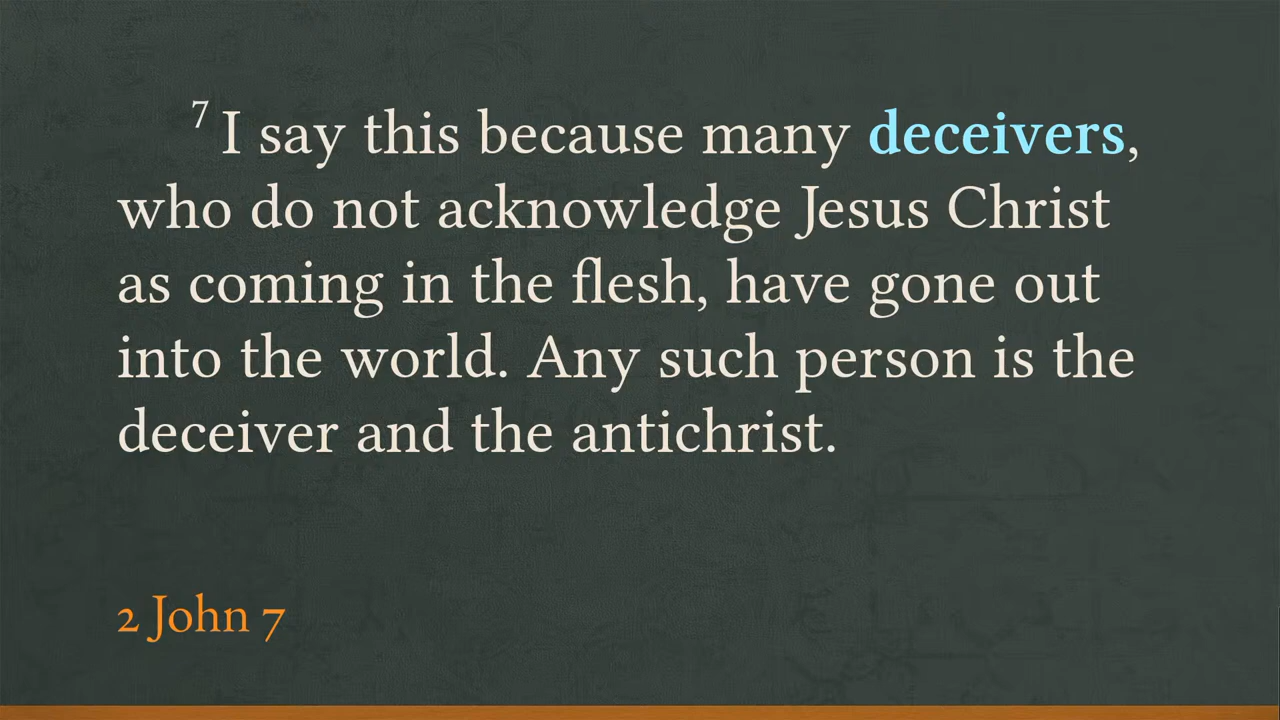 7 I say this because many deceivers,
who do not acknowledge Jesus Christ
as coming in the flesh, have gone out
into the world. Any such person is the
deceiver and the antichrist.
2 John 7